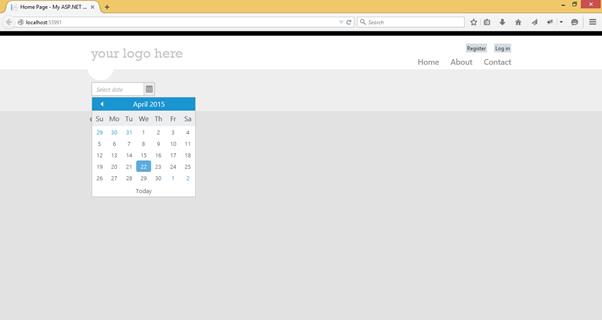 Home Page - My ASP.NET ...
localhost:53991
Search
your logo here
Register
Log in
Home
About
Contact
Select date
April 2015
Su Mo Tu We Th Fr Sa
29 30 31 1 2 3 4
5 6 7 8 9 10 11
12 13 14 15 16 17 18
19 20 21 22 23 24 25
26 27 28 29 30 1 2
Today